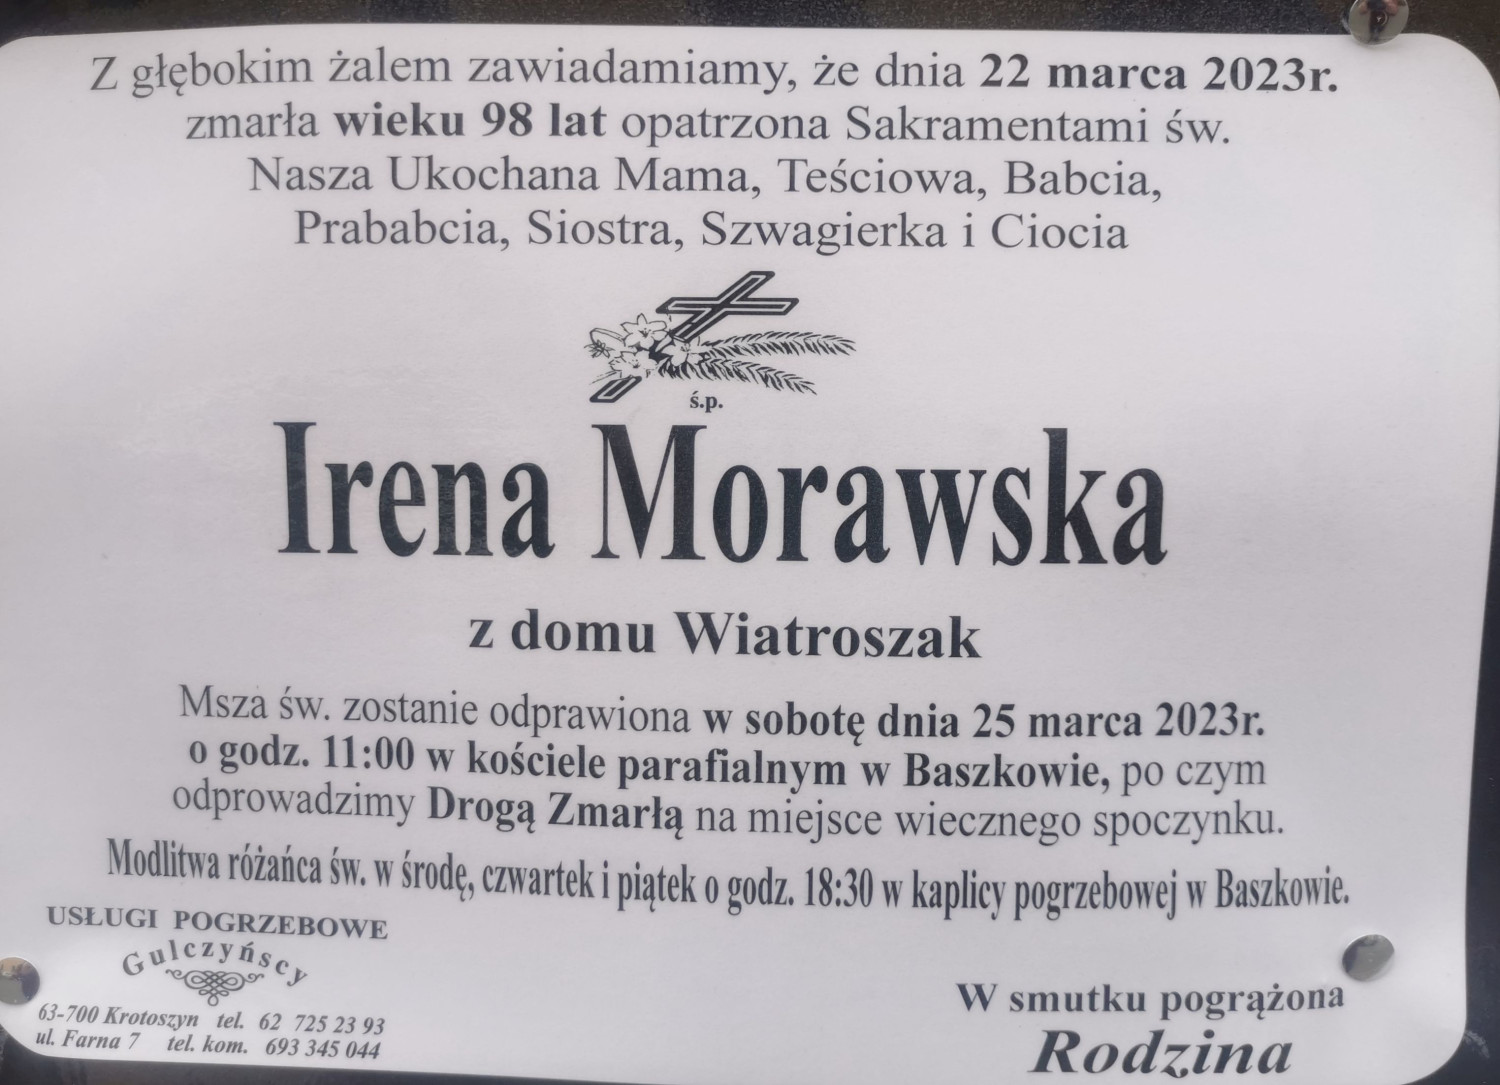 Z głębokim żalem zawiadamiamy, że dnia 22 marca 2023r.
zmarła wieku 98 lat opatrzona Sakramentami św.
Nasza Ukochana Mama, Teściowa, Babcia,
Prababcia, Siostra, Szwagierka i Ciocia
ś.p.
Irena Morawska
z domu Wiatroszak
Msza św. zostanie odprawiona w sobotę dnia 25 marca 2023r.
o godz. 11:00 w kościele parafialnym w Baszkowie, po czym
odprowadzimy Drogą Zmarłą na miejsce wiecznego spoczynku.
Modlitwa różańca św. w środę, czwartek i piątek o godz. 18:30 w kaplicy pogrzebowej w Baszkowie.
USŁUGI POGRZEBOWE
Gulczyńscy
63-700 Krotoszyn tel. 62 725 23 93
ul. Farna 7 tel. kom. 693 345 044
W smutku pogrążona
Rodzina